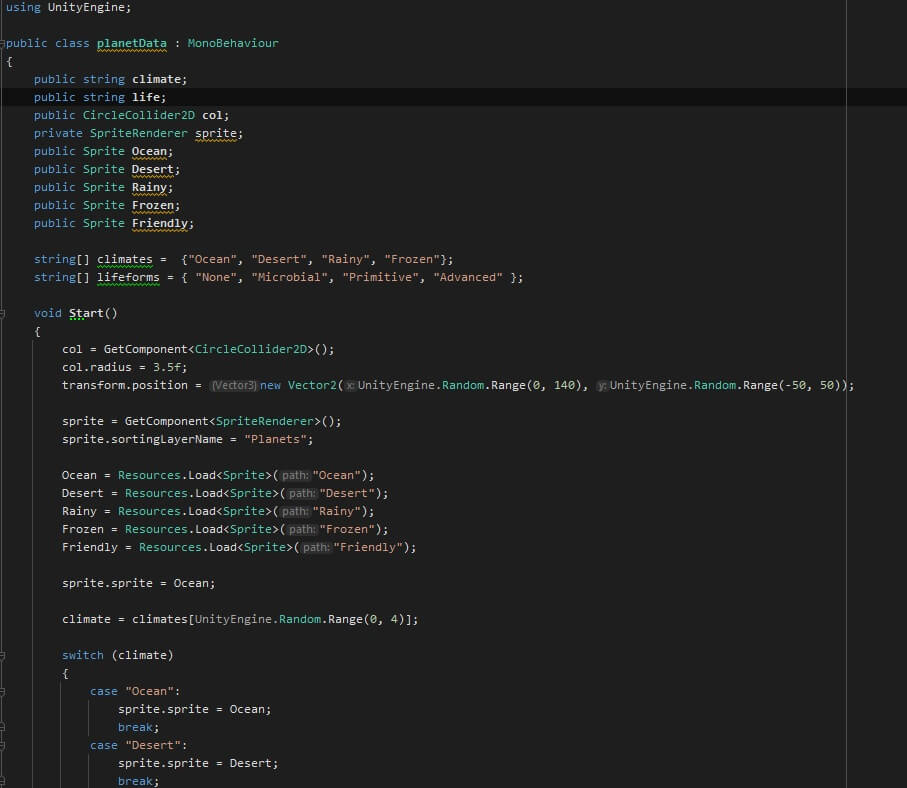 using UnityEngine;
public class planetData : MonoBehaviour
{
public string climate;
public string life;
public CircleCollider2D col;
private SpriteRenderer sprite;
public Sprite Ocean;
public Sprite Desert;
public Sprite Rainy;
public Sprite Frozen;
public Sprite Friendly;
string[] climates =  {"Ocean", "Desert", "Rainy", "Frozen"};
string[] lifeforms = { "None", "Microbial", "Primitive", "Advanced" };
void Start()
{
col = GetComponent<CircleCollider2D>();
col.radius = 3.5f;
transform.position = (Vector3)new Vector2(x:UnityEngine.Random.Range(0, 140), y:UnityEngine.Random.Range(-50, 50));
sprite = GetComponent<SpriteRenderer>();
sprite.sortingLayerName = "Planets";
Ocean = Resources.Load<Sprite>(path:"Ocean");
Desert = Resources.Load<Sprite>(path:"Desert");
Rainy = Resources.Load<Sprite>(path:"Rainy");
Frozen = Resources.Load<Sprite>(path:"Frozen");
Friendly = Resources.Load<Sprite>(path:"Friendly");
sprite.sprite = Ocean;
climate = climates[UnityEngine.Random.Range(0, 4)];
switch (climate)
{
case "Ocean":
sprite.sprite = Ocean;
break;
case "Desert":
sprite.sprite = Desert;
break;